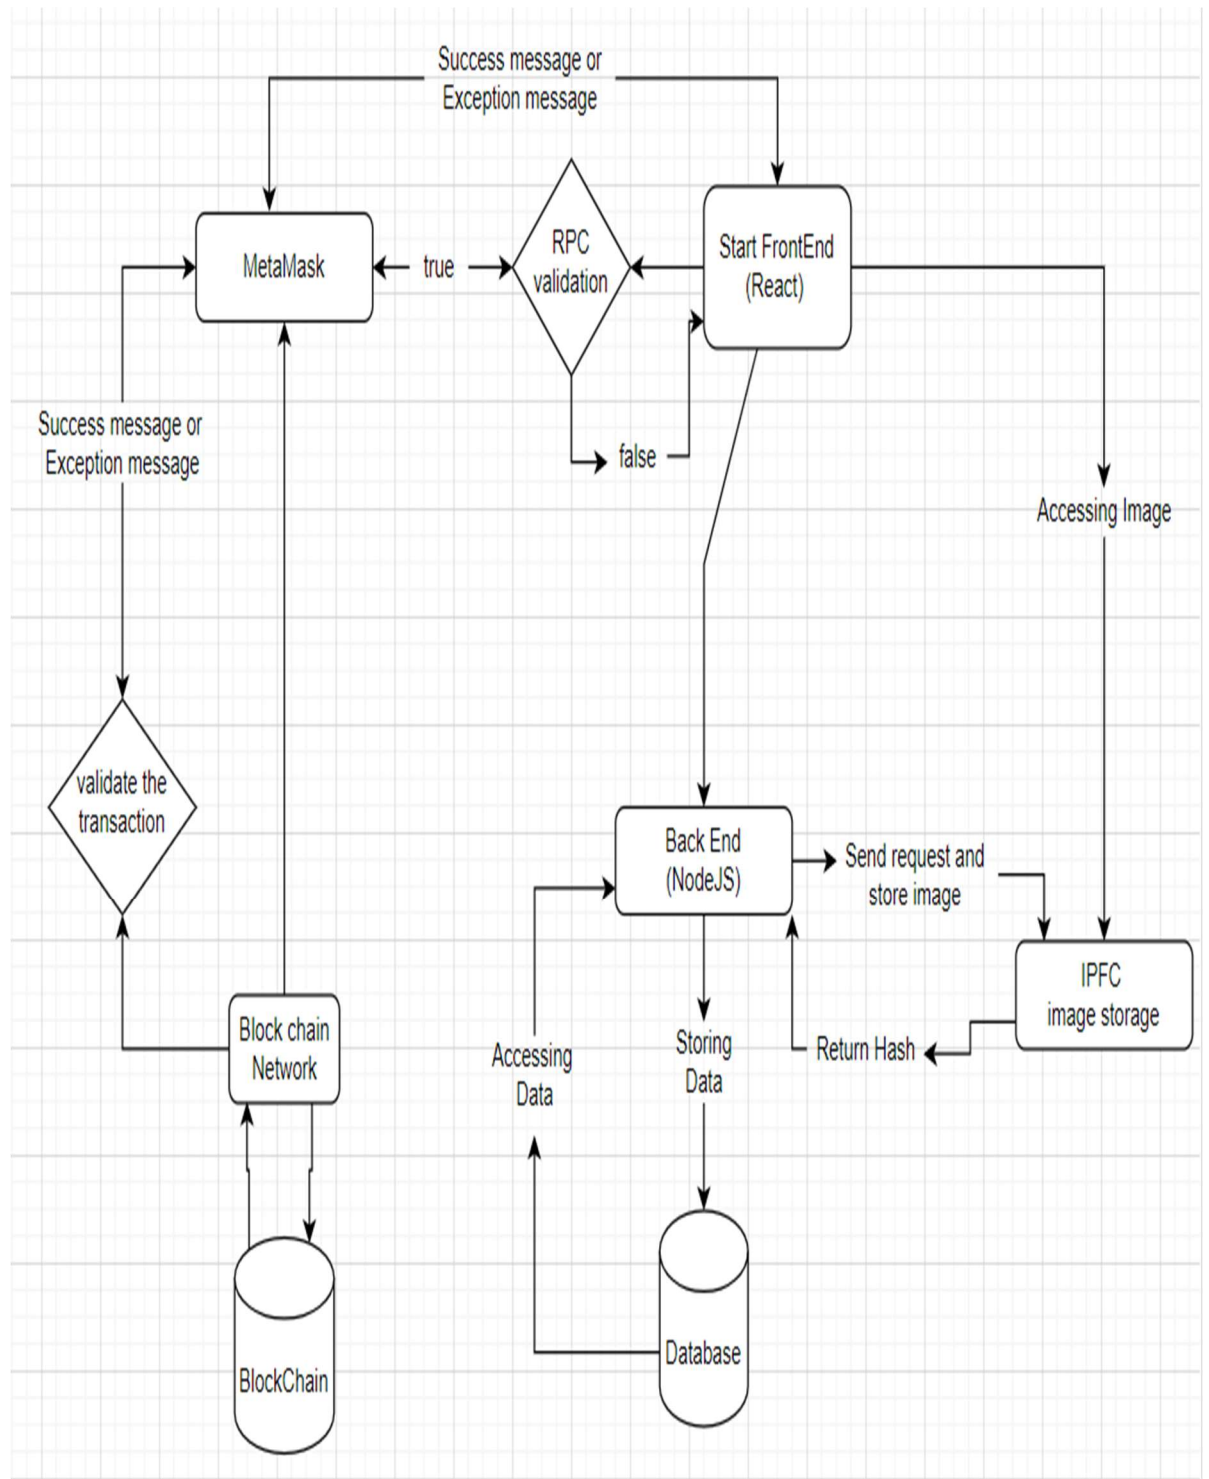 Success message or
Exception message
MetaMask
true
RPC
validation
Start FrontEnd
(React)
Success message or
Exception message
false
Accessing Image
validate the
transaction
Back End
(NodeJS)
Send request and
store image
IPFC
image storage
Block chain
Network
Accessing
Data
Storing
Data
Return Hash
BlockChain
Database